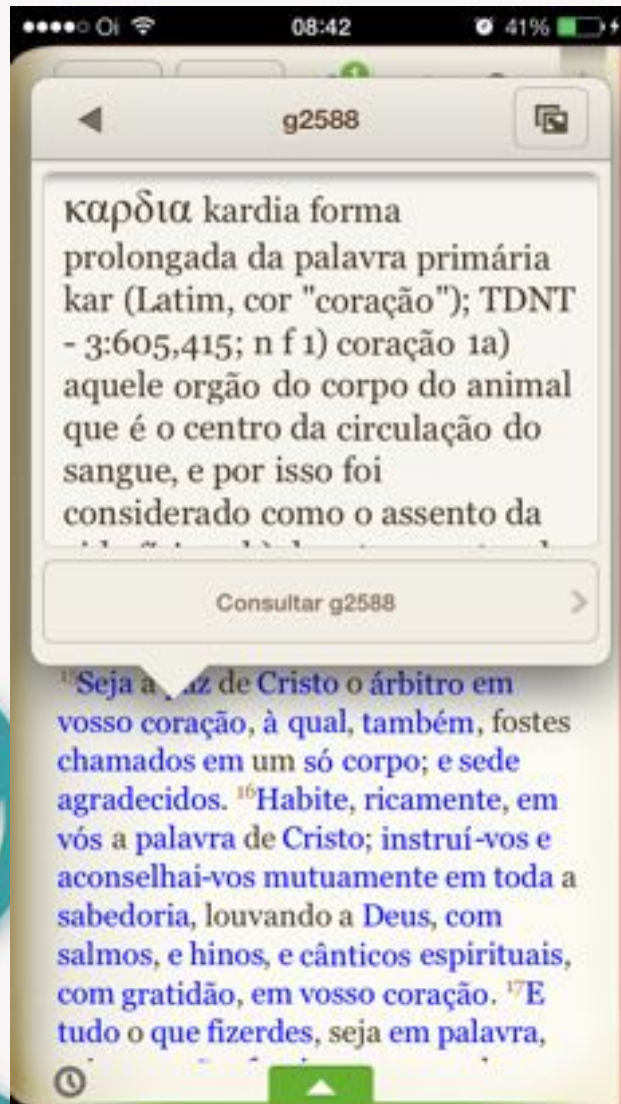 Oi 08:42 41%
1
g2588
καρδια kardia forma
prolongada da palavra primária
kar (Latim, cor "coração"); TDNT
- 3:605,415; n f 1) coração 1a)
aquele orgão do corpo do animal
que é o centro da circulação do
sangue, e por isso foi
considerado como o assento da
Consultar g2588
15Seja a de Cristo o árbitro em
vosso coração, à qual, também, fostes
chamados em um só corpo; e sede
agradecidos. 16Habite, ricamente, em
vós a palavra de Cristo; instruí-vos e
aconselhai-vos mutuamente em toda a
sabedoria, louvando a Deus, com
salmos, e hinos, e cânticos espirituais,
com gratidão, em vosso coração. 17E
tudo o que fizerdes, seja em palavra,